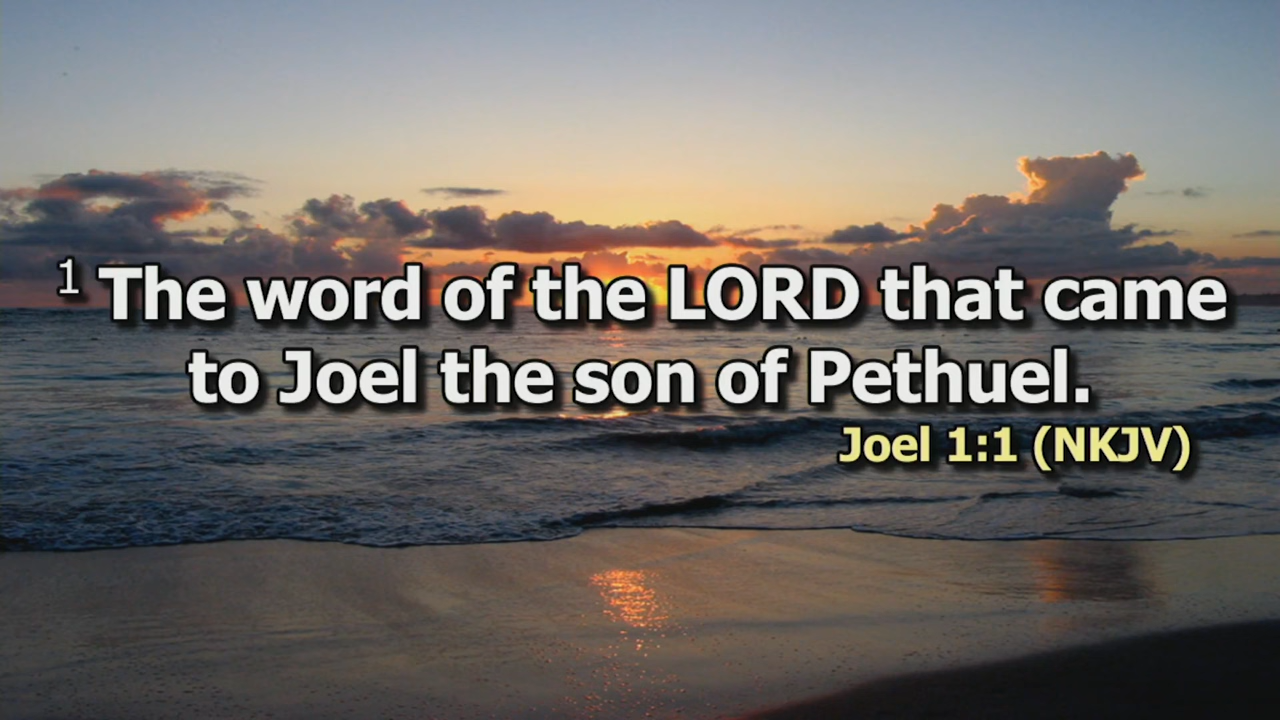 1 The word of the LORD that came
to Joel the son of Pethuel.
Joel 1:1 (NKJV)